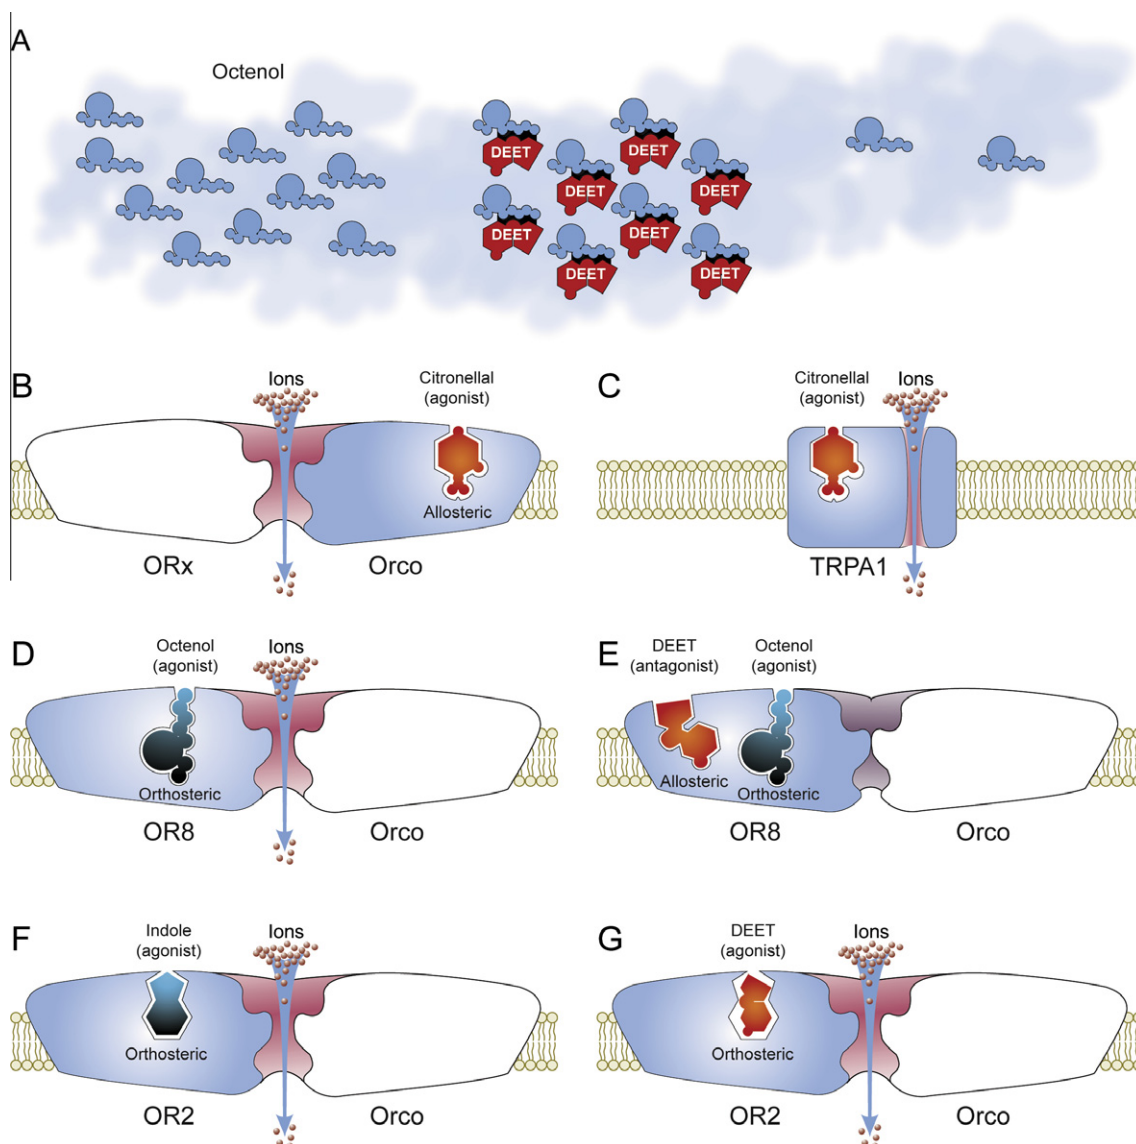 A
Octenol
DEET
DEET
DEET
DEET
DEET
DEET
DEET
DEET
B
Ions
Citronellal
(agonist)
Allosteric
ORx
Orco
C
Citronellal
(agonist)
Ions
TRPA1
D
Octenol
(agonist)
Ions
Orthosteric
OR8
Orco
E
DEET
(antagonist)
Octenol
(agonist)
Allosteric
Orthosteric
OR8
Orco
F
Indole
(agonist)
Ions
Orthosteric
OR2
Orco
G
DEET
(agonist)
Ions
Orthosteric
OR2
Orco